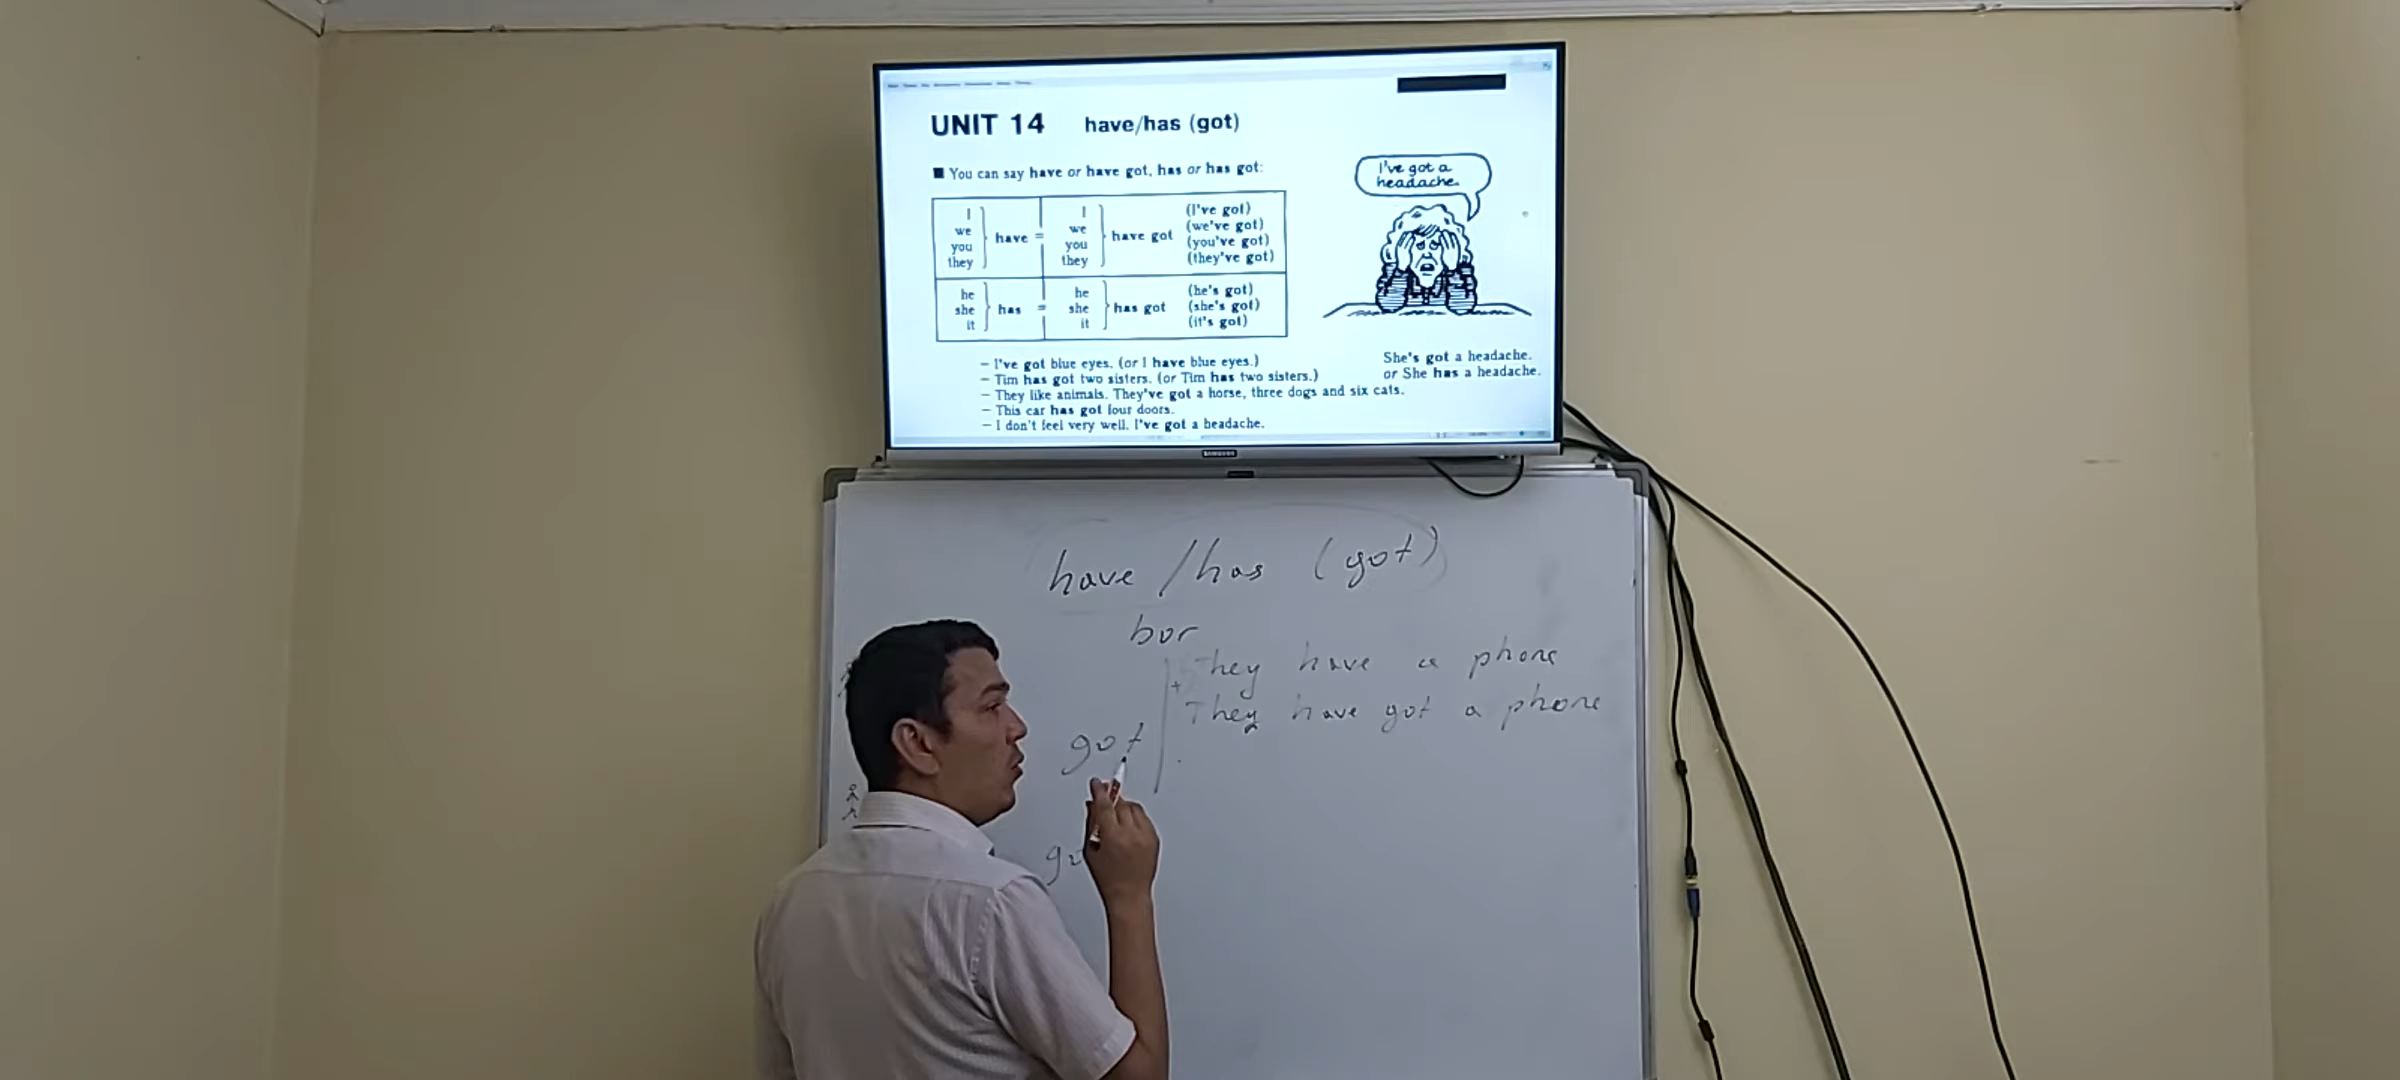 UNIT 14 have/has (got)
■ You can say have or have got, has or has got:
I've got a
headache.
I I (I've got)
we we (we've got)
you have = you have got (you've got)
they they (they've got)
he he (he's got)
she has = she has got (she's got)
it it (it's got)
– I've got blue eyes. (or I have blue eyes.)
– Tim has got two sisters. (or Tim has two sisters.)
– They like animals. They've got a horse, three dogs and six cats.
– This car has got four doors.
– I don't feel very well. I've got a headache.
She's got a headache.
or She has a headache.
SAMSUNG
have /has (got)
bor
They have a phone
+
They have got a phone
got